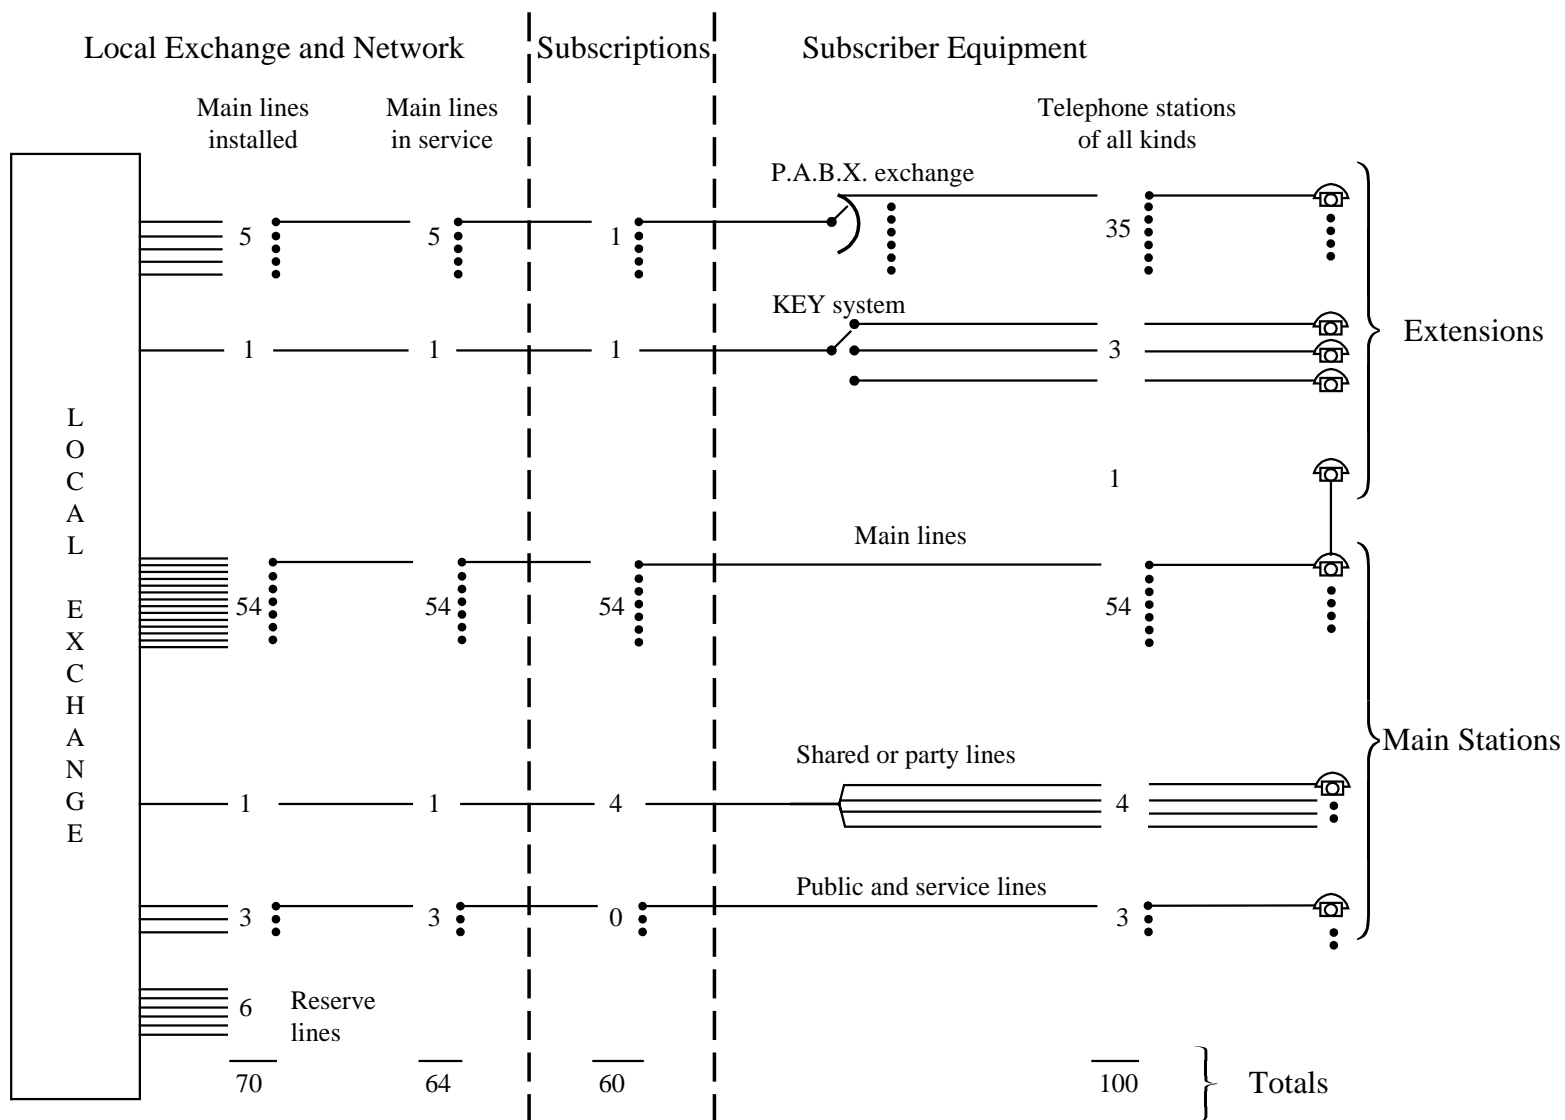 Local Exchange and Network
Subscriptions
Subscriber Equipment
Main lines
installed
Main lines
in service
Telephone stations
of all kinds
P.A.B.X. exchange
5
5
1
35
KEY system
1
1
1
3
Extensions
1
L
O
C
A
L
E
X
C
H
A
N
G
E
Main lines
54
54
54
54
Main Stations
Shared or party lines
1
1
4
4
Public and service lines
3
3
0
3
6
Reserve
lines
70
64
60
100
Totals